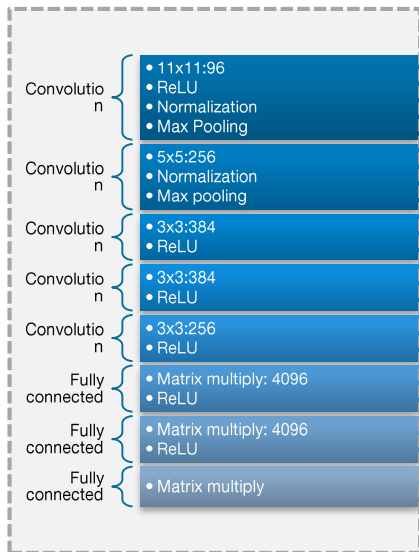 Convolutio
n
• 11x11:96
• ReLU
• Normalization
• Max Pooling
Convolutio
n
• 5x5:256
• Normalization
• Max pooling
Convolutio
n
• 3x3:384
• ReLU
Convolutio
n
• 3x3:384
• ReLU
Convolutio
n
• 3x3:256
• ReLU
Fully
connected
• Matrix multiply: 4096
• ReLU
Fully
connected
• Matrix multiply: 4096
• ReLU
Fully
connected
• Matrix multiply